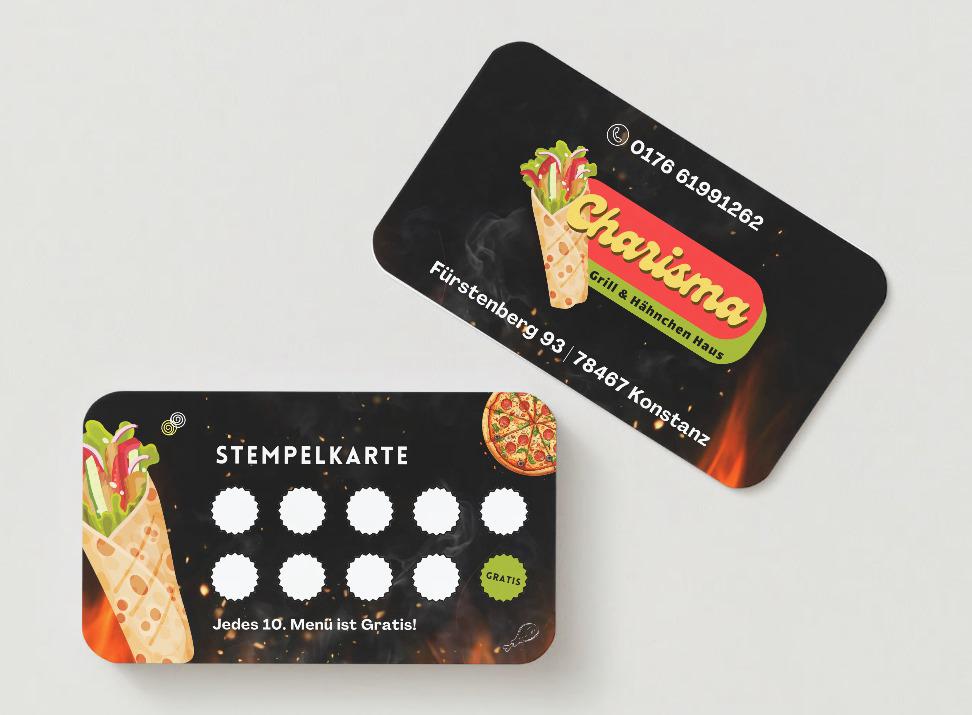 0176 61991262
Charisma
Grill & Hähnchen Haus
Fürstenberg 93 | 78467 Konstanz
STEMPELKARTE
GRATIS
Jedes 10. Menü ist Gratis!